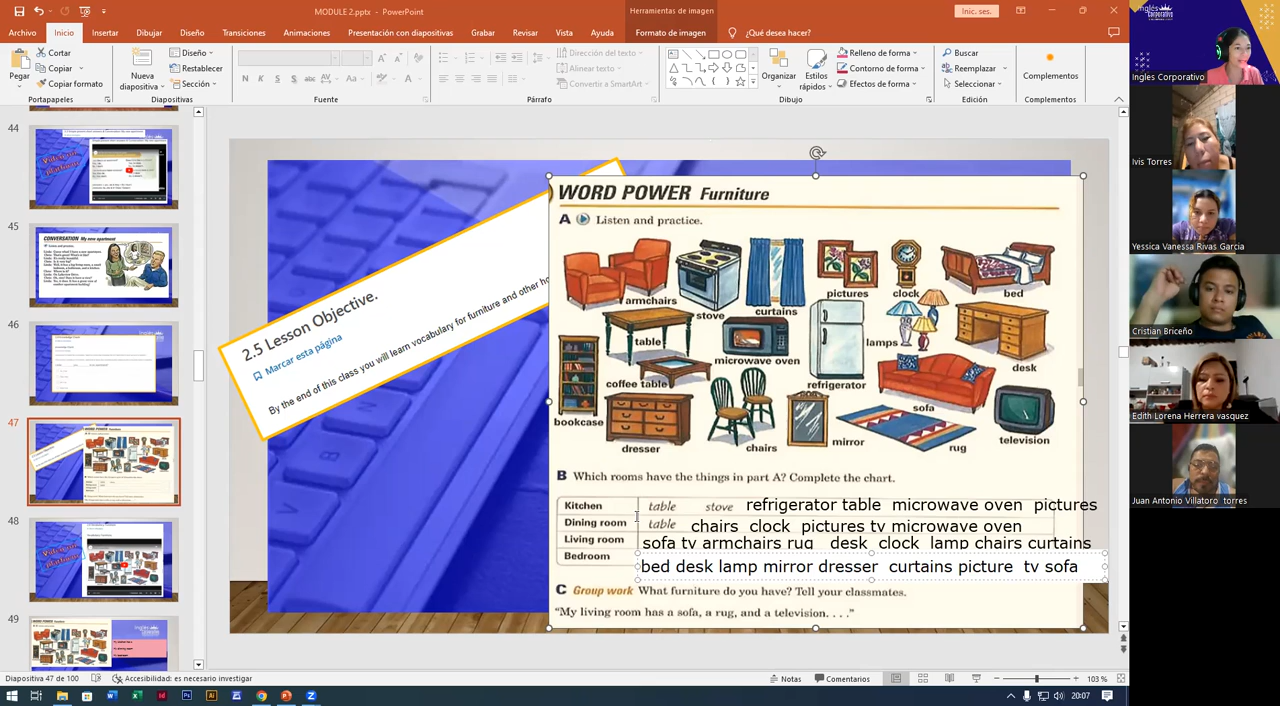 MODULE 2.pptx - PowerPoint
Herramientas de imagen
Inic. ses.
Archivo Inicio Insertar Dibujar Diseño Transiciones Animaciones Presentación con diapositivas Grabar Revisar Vista Ayuda Formato de imagen ¿Qué desea hacer?
Pegar
Cortar
Copiar
Copiar formato
Portapapeles
Nueva diapositiva
Diseño
Restablecer
Sección
Diapositivas
N K S S ab AV Aa A
Fuente
Dirección del texto
Alinear texto
Convertir a SmartArt
Párrafo
Organizar
Estilos rápidos
Relleno de forma
Contorno de forma
Efectos de forma
Dibujo
Buscar
Reemplazar
Seleccionar
Edición
Complementos
Complementos
44
45
CONVERSATION My new apartment
46
47
48
49
2.5 Lesson Objective.
Marcar esta página
By the end of this class you will learn vocabulary for furniture and other ho
WORD POWER Furniture
A Listen and practice.
armchairs
stove
curtains
pictures
clock
bed
table
microwave oven
lamps
desk
coffee table
refrigerator
sofa
bookcase
dresser
chairs
mirror
rug
television
B Which rooms have the things in part A? Complete the chart.
Kitchen table stove refrigerator table microwave oven pictures
Dining room table chairs clock pictures tv microwave oven
Living room sofa tv armchairs rug desk clock lamp chairs curtains
Bedroom bed desk lamp mirror dresser curtains picture tv sofa
C Group work What furniture do you have? Tell your classmates.
“My living room has a sofa, a rug, and a television. . . .”
Inglés Corporativo
Ingles Corporativo
Ivis Torres
Yessica Vanessa Rivas Garcia
Cristian Briceño
Edith Lorena Herrera vasquez
Juan Antonio Villatoro torres
Diapositiva 47 de 100
Accesibilidad: es necesario investigar
Notas
Comentarios
103 %
20:07